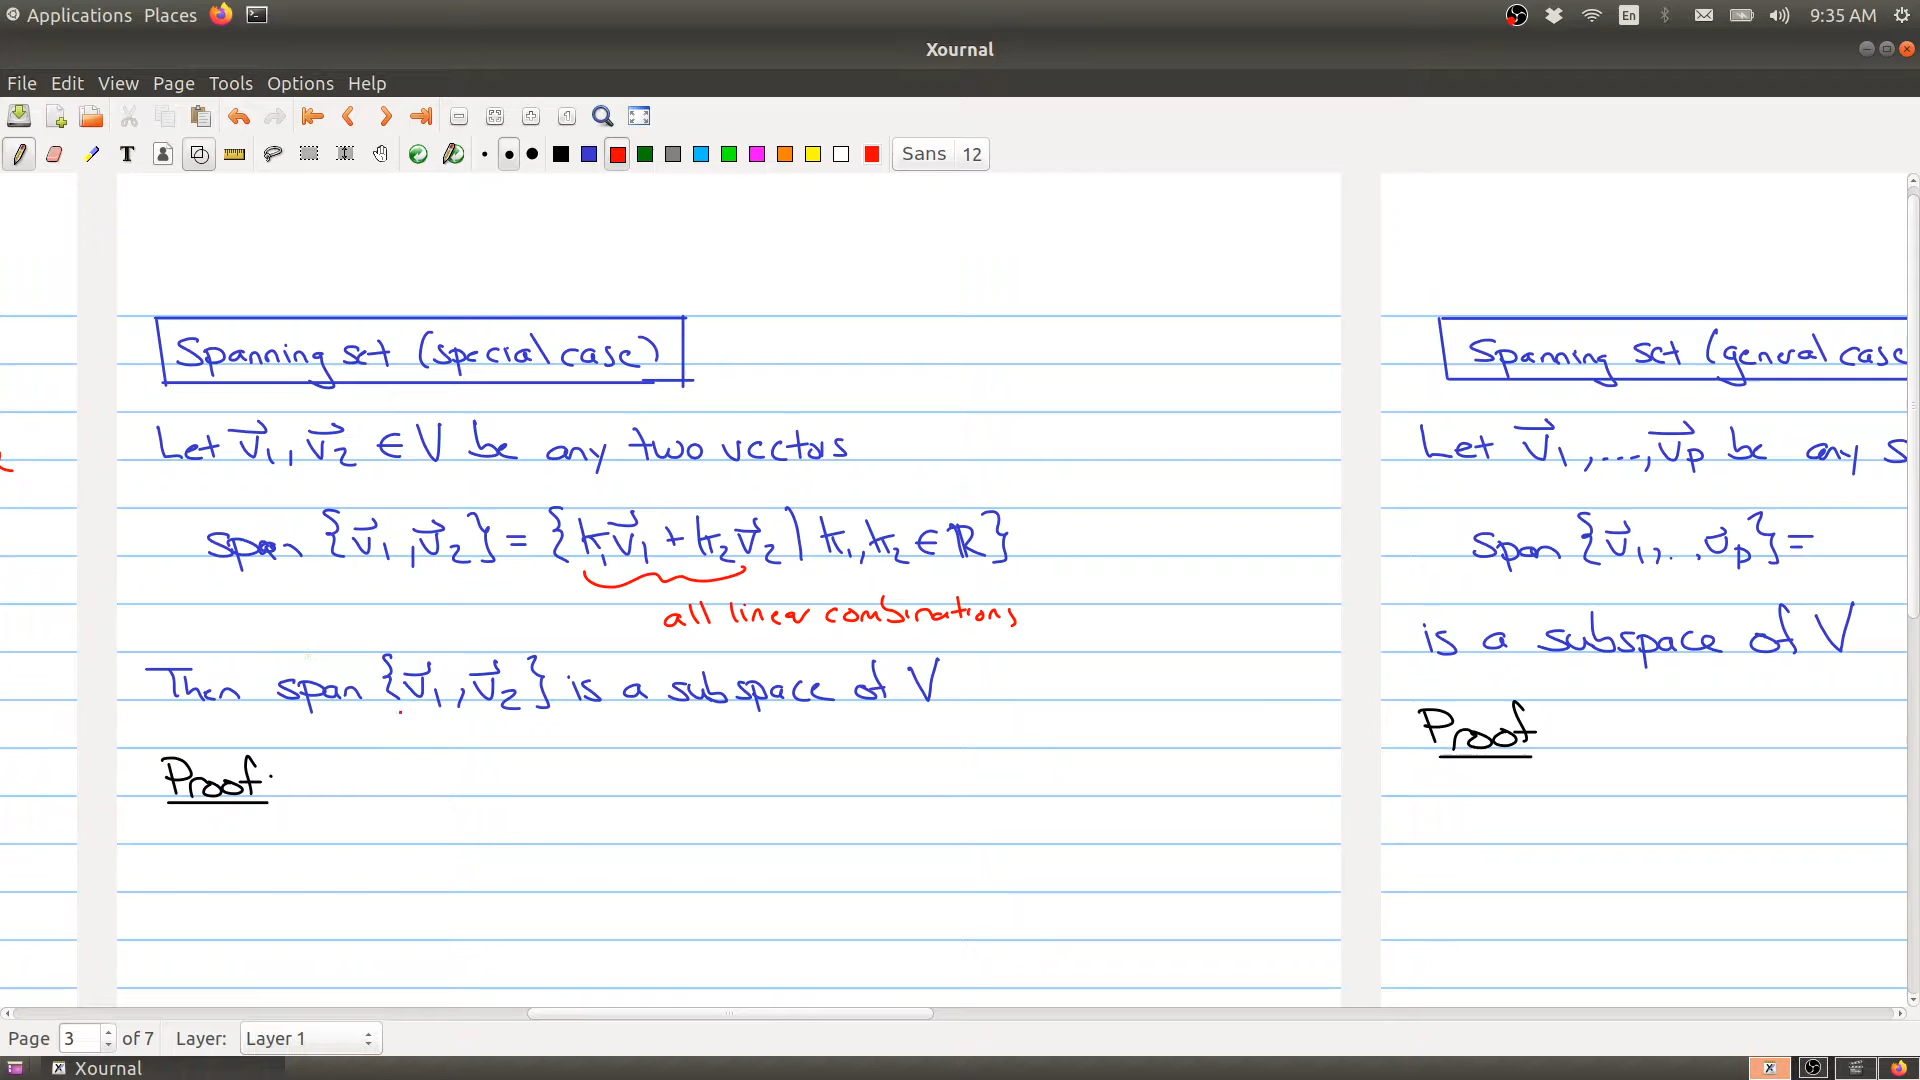 Applications Places En 9:35 AM
Xournal
File Edit View Page Tools Options Help
T Sans 12
Spanning set (special case)
Let v⃗₁, v⃗₂ ∈ V be any two vectors
span {v⃗₁, v⃗₂} = {k₁v⃗₁ + k₂v⃗₂ | k₁, k₂ ∈ ℝ}
all linear combinations
Then span {v⃗₁, v⃗₂} is a subspace of V
Proof.
Spanning set (general case
Let v⃗₁, ..., v⃗p be any s
span {v⃗₁, .., v⃗p} =
is a subspace of V
Proof
Page 3 of 7 Layer: Layer 1
Xournal